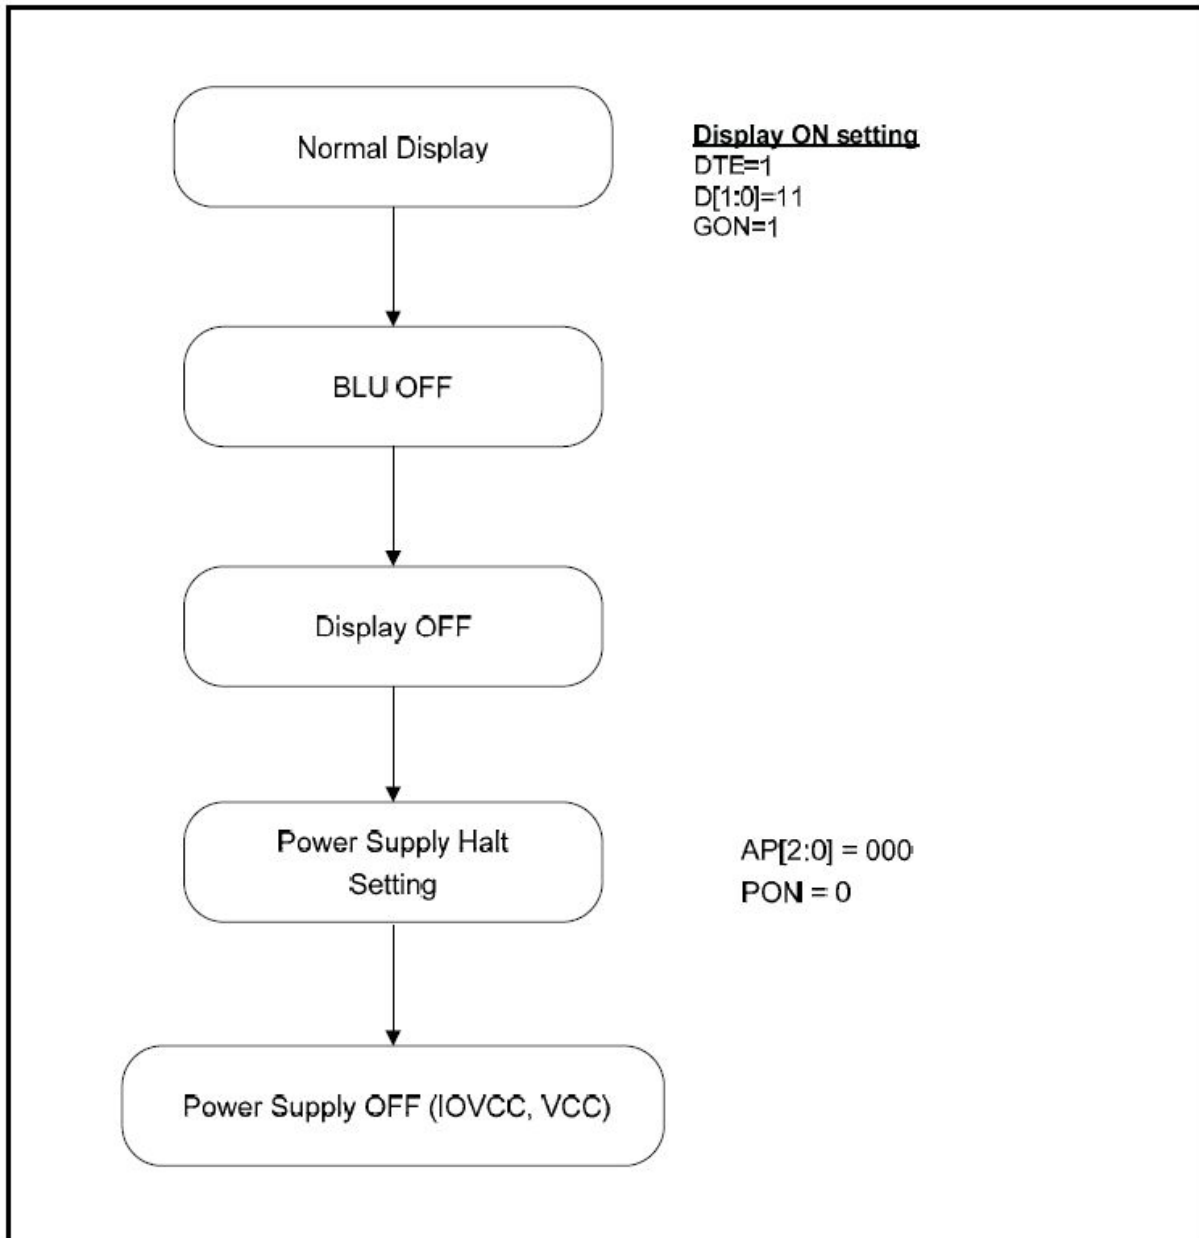 Normal Display
Display ON setting
DTE=1
D[1:0]=11
GON=1
BLU OFF
Display OFF
Power Supply Halt
Setting
AP[2:0] = 000
PON = 0
Power Supply OFF (IOVCC, VCC)